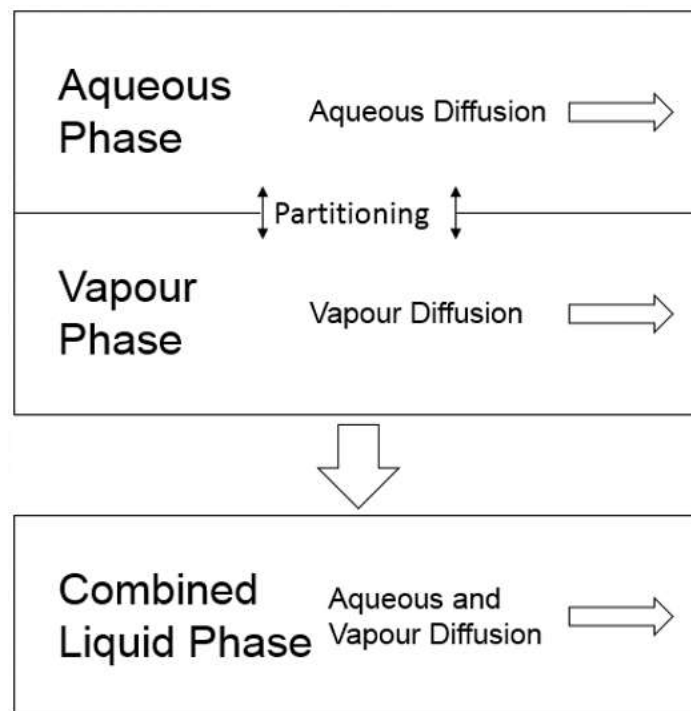 Aqueous
Phase
Aqueous Diffusion
Partitioning
Vapour
Phase
Vapour Diffusion
Combined
Liquid Phase
Aqueous and
Vapour Diffusion